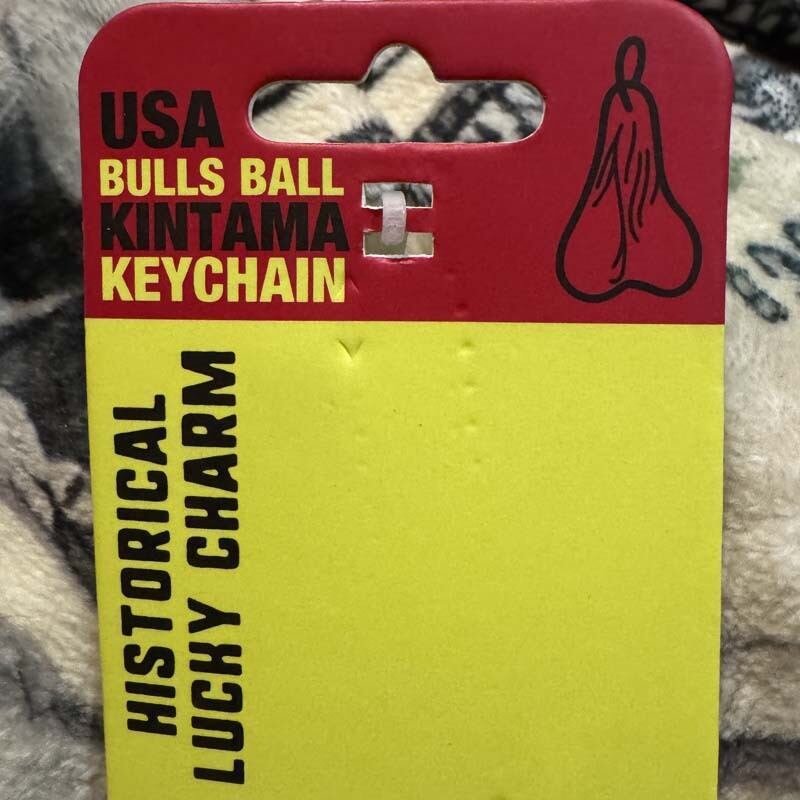 USA
BULLS BALL
KINTAMA
KEYCHAIN
HISTORICAL
LUCKY CHARM